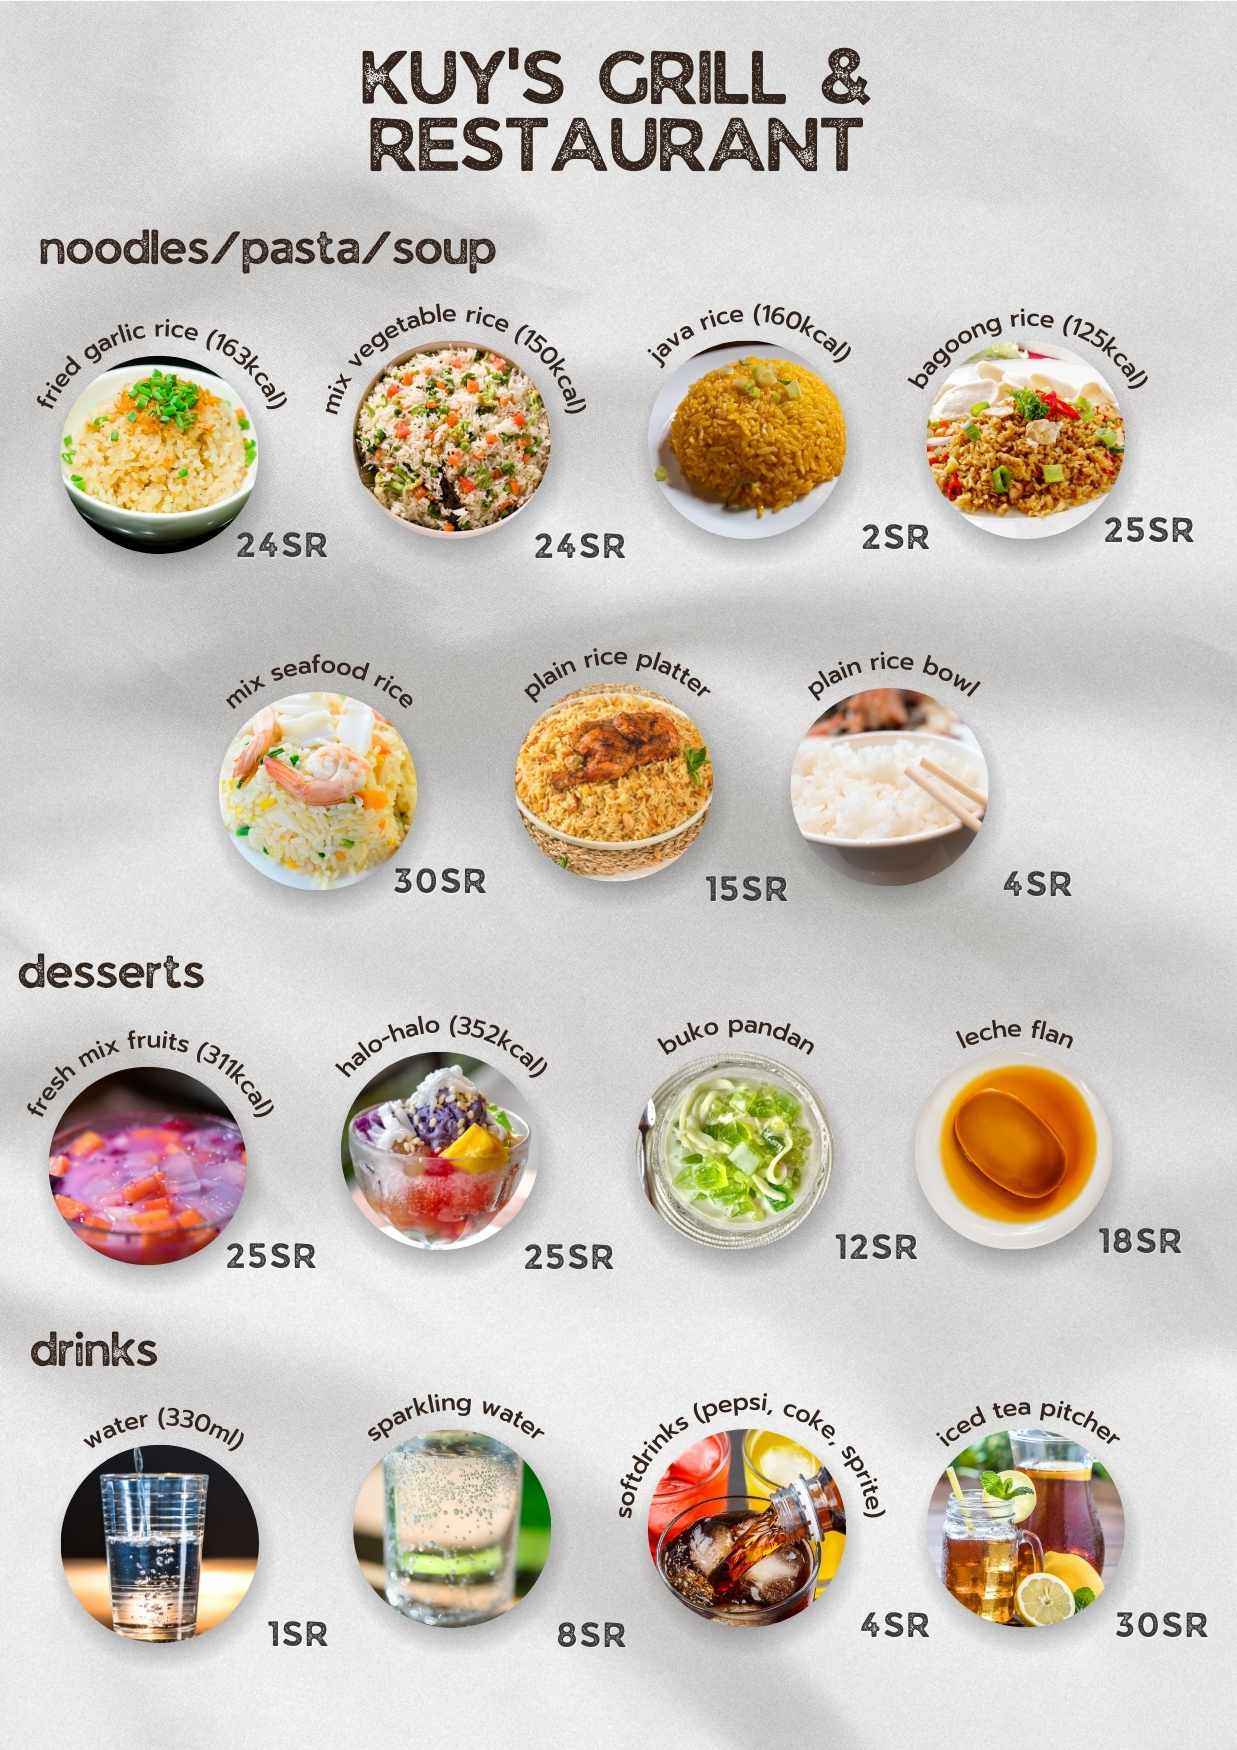 KUY'S GRILL &
RESTAURANT
noodles/pasta/soup
fried garlic rice (163kcal)
24SR
mix vegetable rice (150kcal)
24SR
java rice (160kcal)
2SR
bagoong rice (125kcal)
25SR
mix seafood rice
30SR
plain rice platter
15SR
plain rice bowl
4SR
desserts
fresh mix fruits (311kcal)
25SR
halo-halo (352kcal)
25SR
buko pandan
12SR
leche flan
18SR
drinks
water (330ml)
1SR
sparkling water
8SR
softdrinks (pepsi, coke, sprite)
4SR
iced tea pitcher
30SR